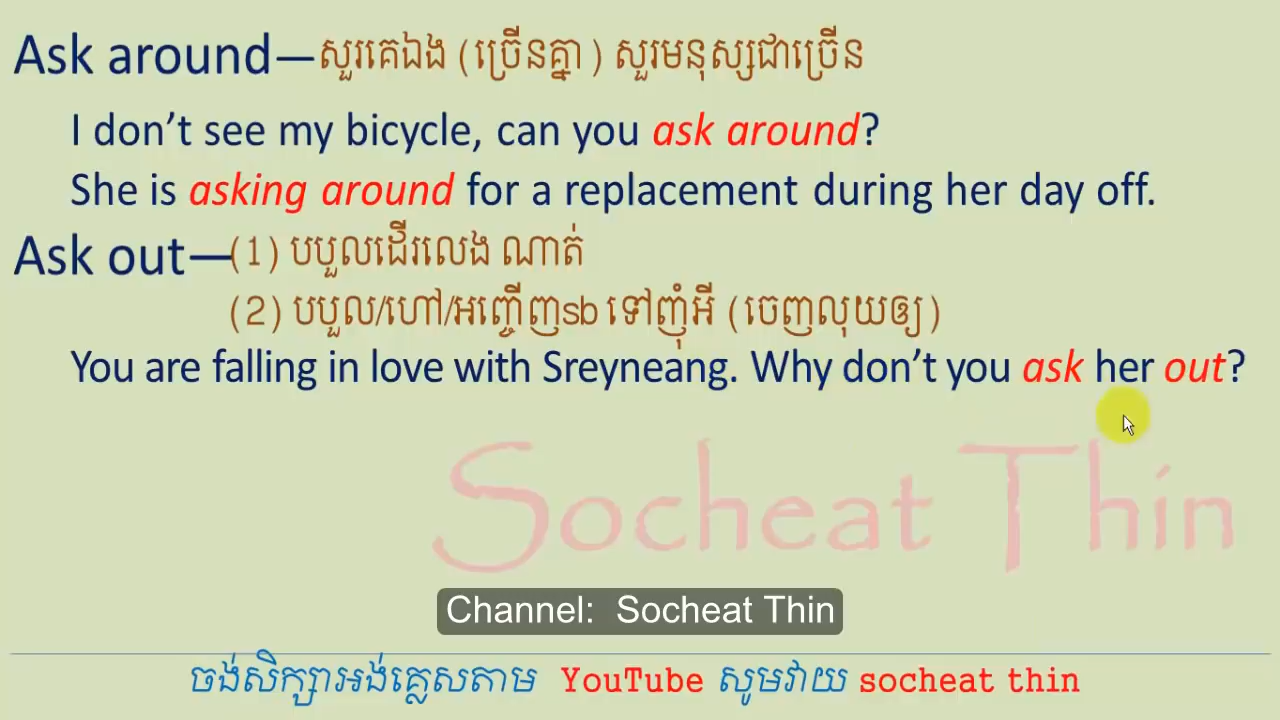 Ask around—សួរគេឯង (ច្រើនគ្នា) សួរមនុស្សជាច្រើន
I don’t see my bicycle, can you ask around?
She is asking around for a replacement during her day off.
Ask out—(1) បបួលដើរលេង ណាត់
(2) បបួល/ហៅ/អញ្ចើញsb ទៅញ៉ុំអី (ចេញលុយឲ្យ)
You are falling in love with Sreyneang. Why don’t you ask her out?
Socheat Thin
Channel: Socheat Thin
ចង់សិក្សាអង់គ្លេសតាម YouTube សូមវាយ socheat thin